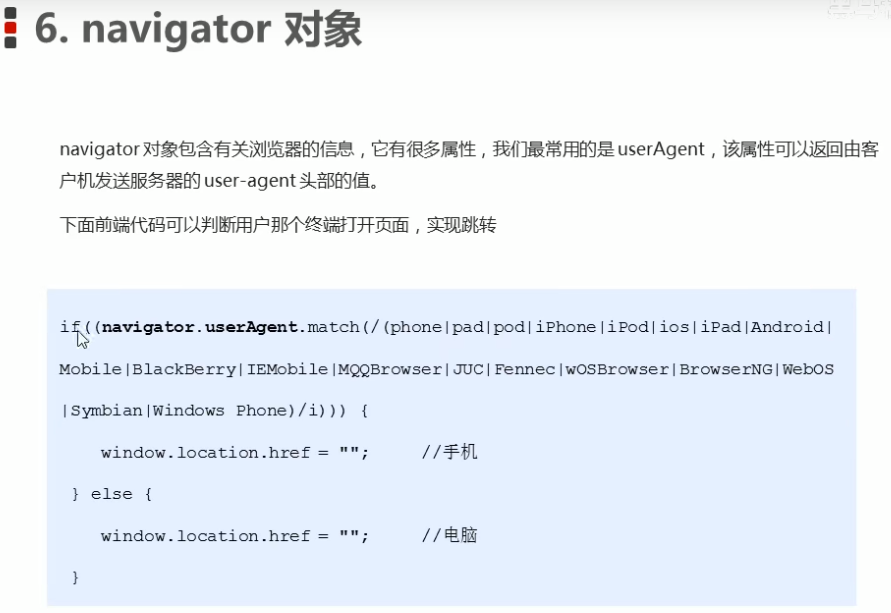 6. navigator 对象
navigator 对象包含有关浏览器的信息，它有很多属性，我们最常用的是 userAgent，该属性可以返回由客
户机发送服务器的 user-agent 头部的值。
下面前端代码可以判断用户那个终端打开页面，实现跳转
if((navigator.userAgent.match(/(phone|pad|pod|iPhone|iPod|ios|iPad|Android|
Mobile|BlackBerry|IEMobile|MQQBrowser|JUC|Fennec|wOSBrowser|BrowserNG|WebOS
|Symbian|Windows Phone)/i))) {
window.location.href = ""; //手机
} else {
window.location.href = ""; //电脑
}